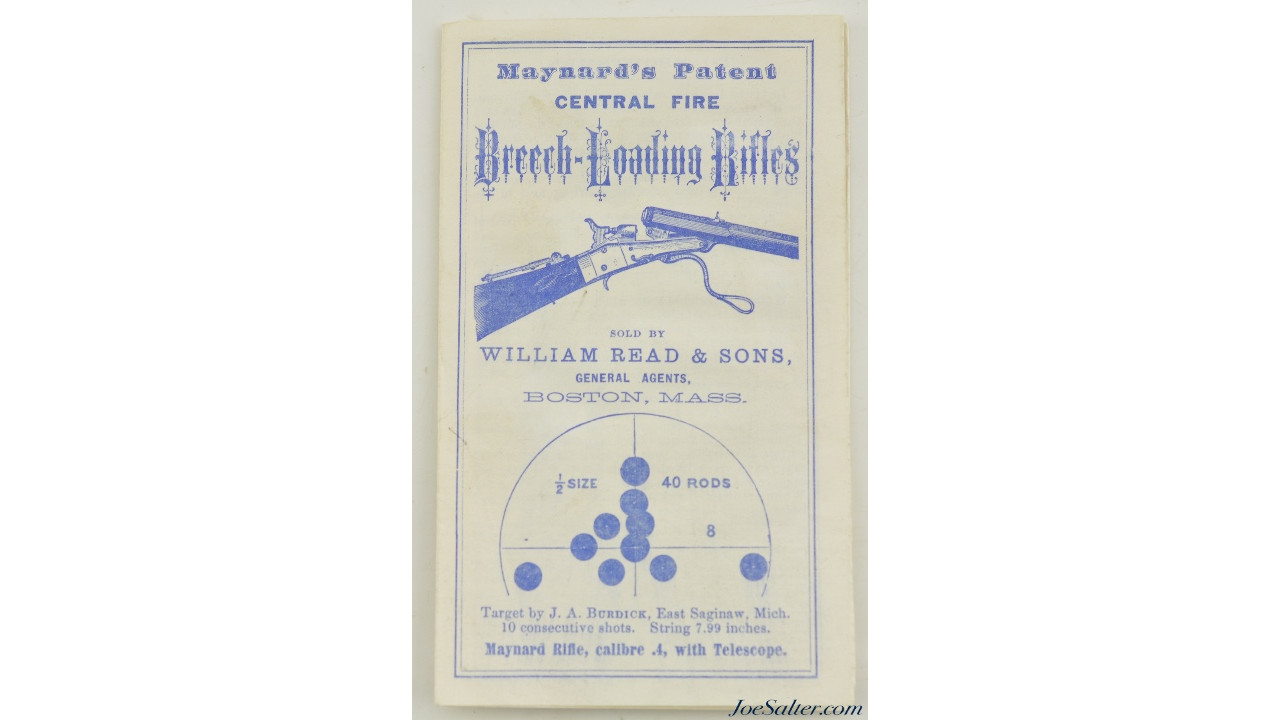 Maynard's Patent
CENTRAL FIRE
Breech-Loading Rifles
SOLD BY
WILLIAM READ & SONS,
GENERAL AGENTS,
BOSTON, MASS.
½ SIZE 40 RODS
8
Target by J. A. BURDICK, East Saginaw, Mich.
10 consecutive shots. String 7.99 inches.
Maynard Rifle, calibre .4, with Telescope.
JoeSalter.com